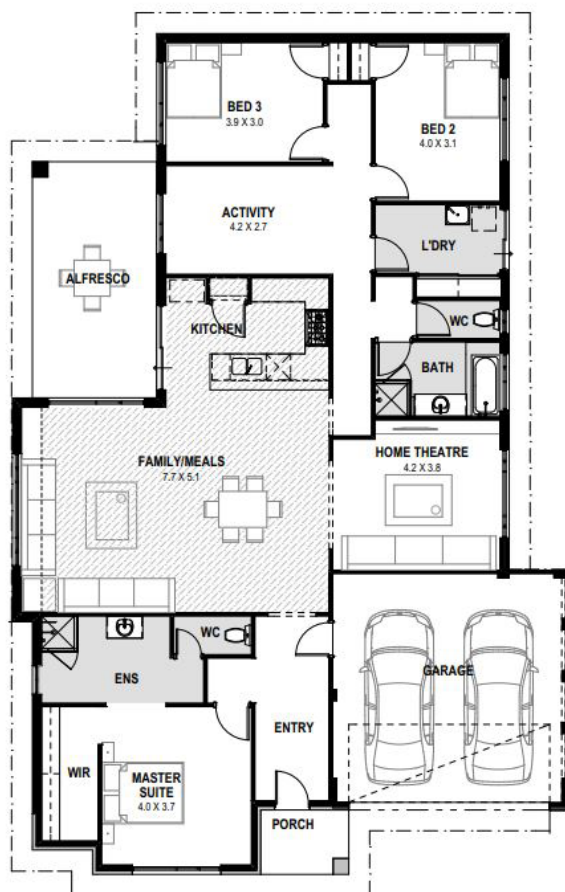 BED 3
3.9 X 3.0
BED 2
4.0 X 3.1
ACTIVITY
4.2 X 2.7
L'DRY
ALFRESCO
WC
KITCHEN
BATH
FAMILY/MEALS
7.7 X 5.1
HOME THEATRE
4.2 X 3.8
WC
GARAGE
ENS
ENTRY
WIR
MASTER
SUITE
4.0 X 3.7
PORCH